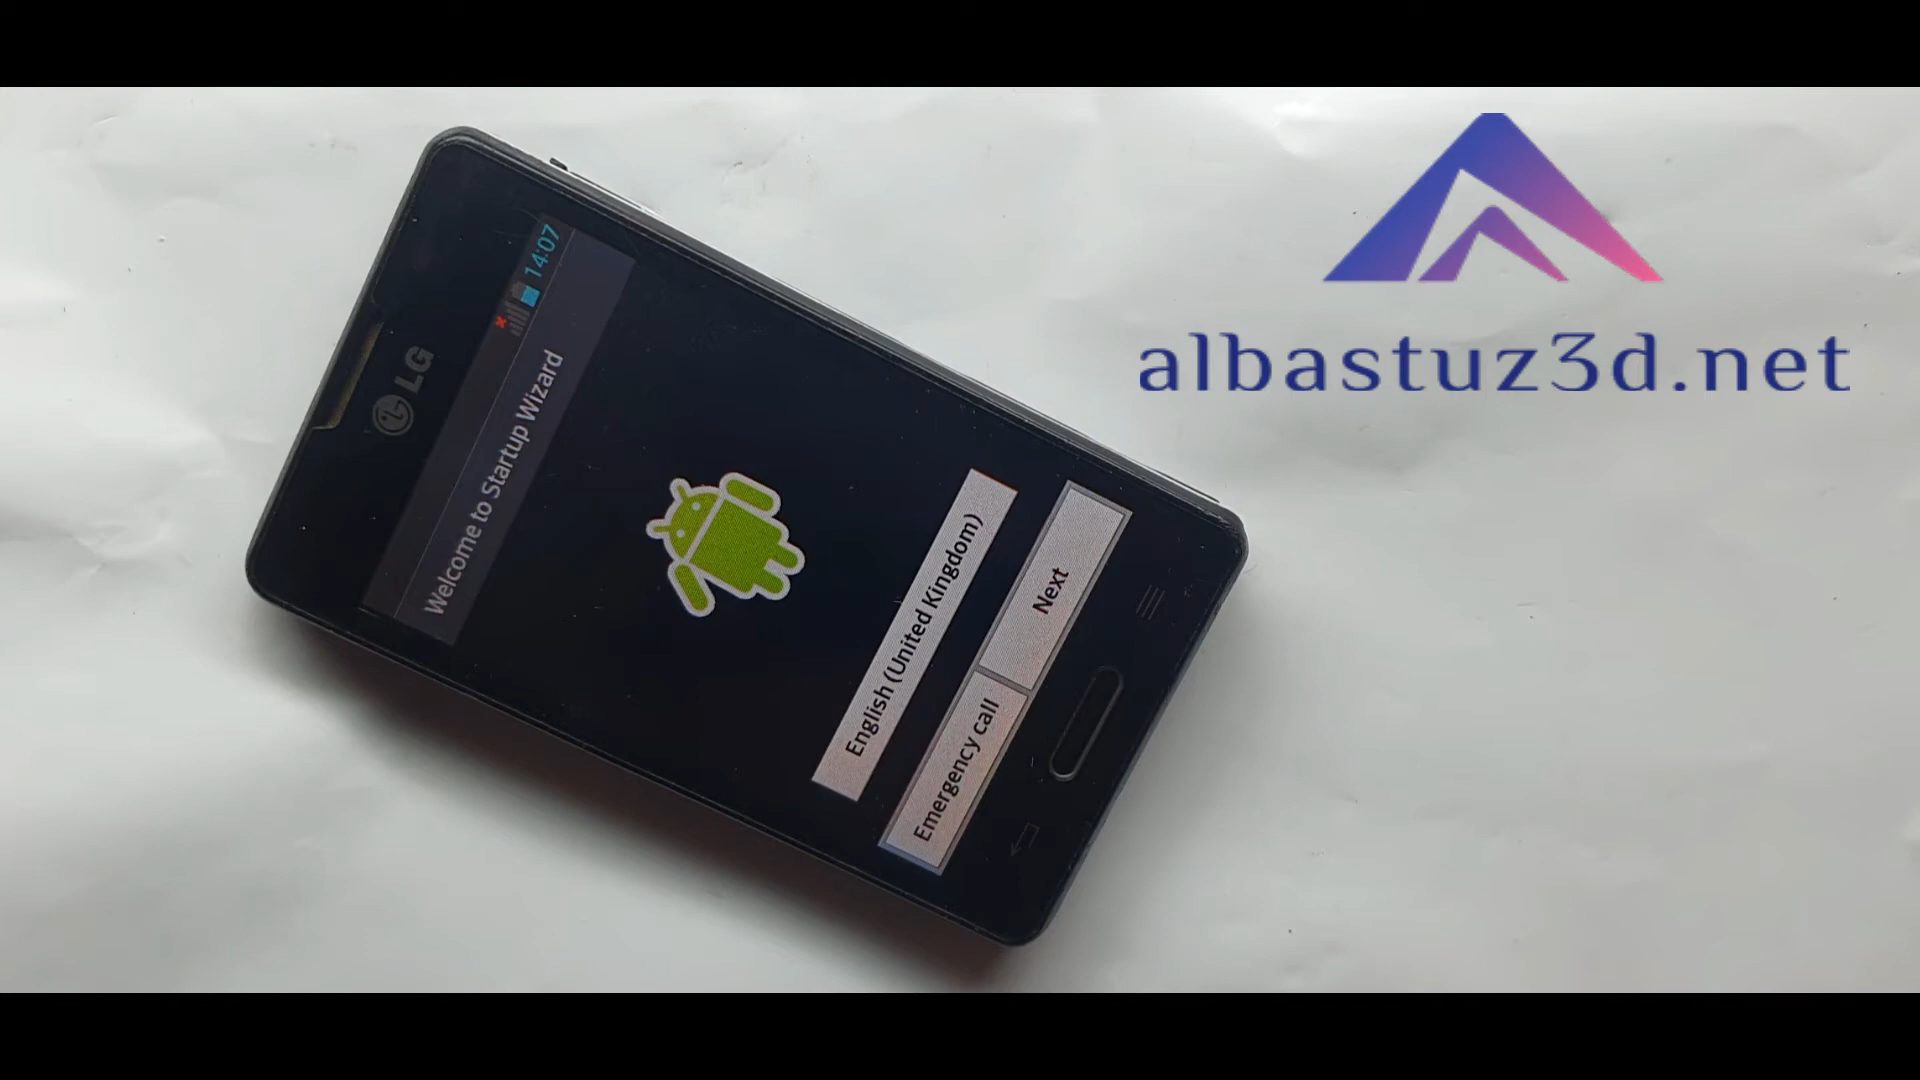 14:07
LG
Welcome to Startup Wizard
English (United Kingdom)
Emergency call
Next
albastuz3d.net